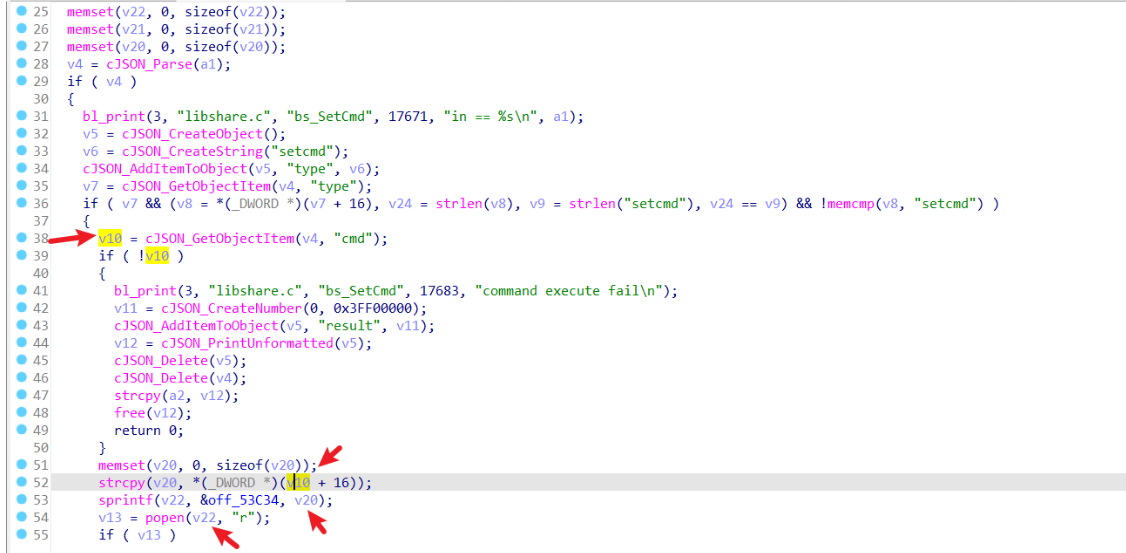 25 memset(v22, 0, sizeof(v22));
26 memset(v21, 0, sizeof(v21));
27 memset(v20, 0, sizeof(v20));
28 v4 = cJSON_Parse(a1);
29 if ( v4 )
30 {
31 bl_print(3, "libshare.c", "bs_SetCmd", 17671, "in == %s\n", a1);
32 v5 = cJSON_CreateObject();
33 v6 = cJSON_CreateString("setcmd");
34 cJSON_AddItemToObject(v5, "type", v6);
35 v7 = cJSON_GetObjectItem(v4, "type");
36 if ( v7 && (v8 = *(_DWORD *)(v7 + 16), v24 = strlen(v8), v9 = strlen("setcmd"), v24 == v9) && !memcmp(v8, "setcmd") )
37 {
38 v10 = cJSON_GetObjectItem(v4, "cmd");
39 if ( !v10 )
40 {
41 bl_print(3, "libshare.c", "bs_SetCmd", 17683, "command execute fail\n");
42 v11 = cJSON_CreateNumber(0, 0x3FF00000);
43 cJSON_AddItemToObject(v5, "result", v11);
44 v12 = cJSON_PrintUnformatted(v5);
45 cJSON_Delete(v5);
46 cJSON_Delete(v4);
47 strcpy(a2, v12);
48 free(v12);
49 return 0;
50 }
51 memset(v20, 0, sizeof(v20));
52 strcpy(v20, *(_DWORD *)(v10 + 16));
53 sprintf(v22, &off_53C34, v20);
54 v13 = popen(v22, "r");
55 if ( v13 )